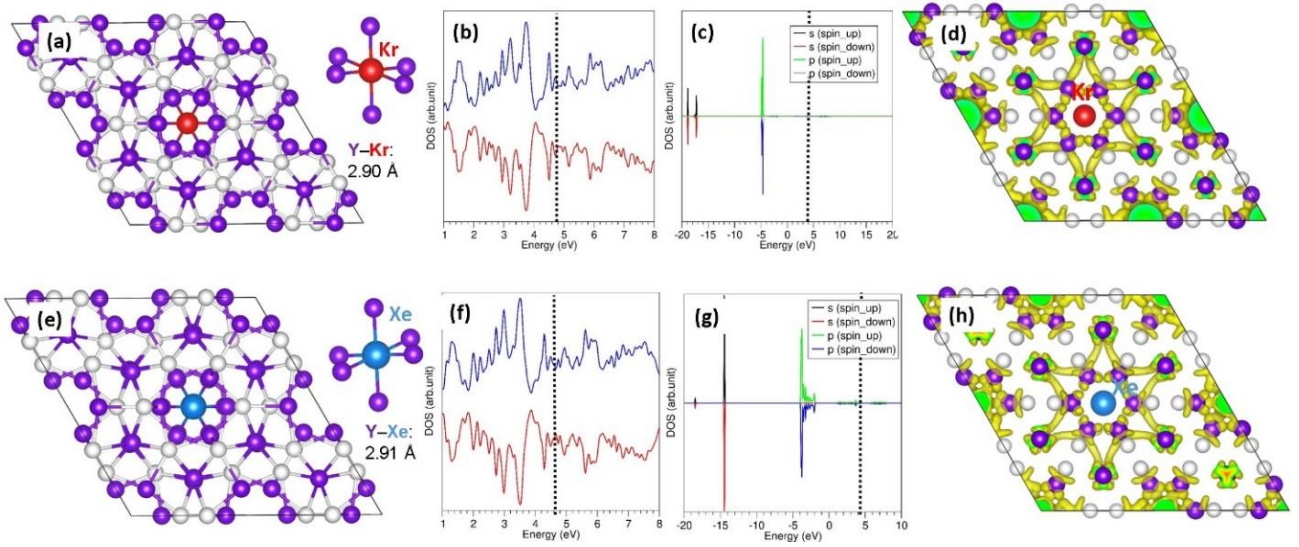 (a)
Kr
Y–Kr:
2.90 Å
(b)
DOS (arb.unit)
1 2 3 4 5 6 7 8
Energy (eV)
(c)
s (spin_up)
s (spin_down)
p (spin_up)
p (spin_down)
DOS (arb.unit)
-20 -15 -10 -5 0 5 10 15 20
Energy (eV)
(d)
Kr
(e)
Xe
Y–Xe:
2.91 Å
(f)
DOS (arb.unit)
1 2 3 4 5 6 7 8
Energy (eV)
(g)
s (spin_up)
s (spin_down)
p (spin_up)
p (spin_down)
DOS (arb.unit)
-20 -15 -10 -5 0 5 10
Energy (eV)
(h)
Xe